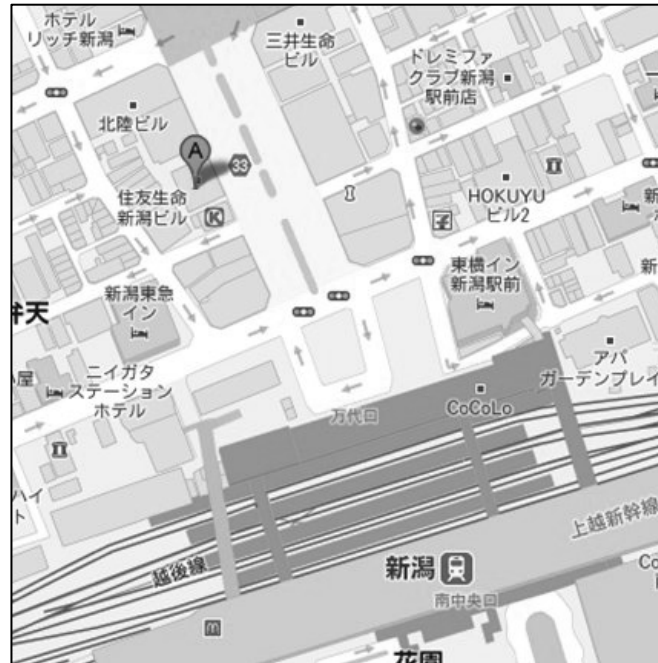 ホテル
リッチ新潟
三井生命
ビル
ドレミファ
クラブ新潟
駅前店
北陸ビル
A
33
住友生命
新潟ビル
K
HOKUYU
ビル2
新潟東急
イン
弁天
東横イン
新潟駅前
アパ
ガーデンプレイ
小屋
ニイガタ
ステーション
ホテル
万代口
CoCoLo
ハイ
ト
上越新幹線
越後線
新潟
南中央口
花園